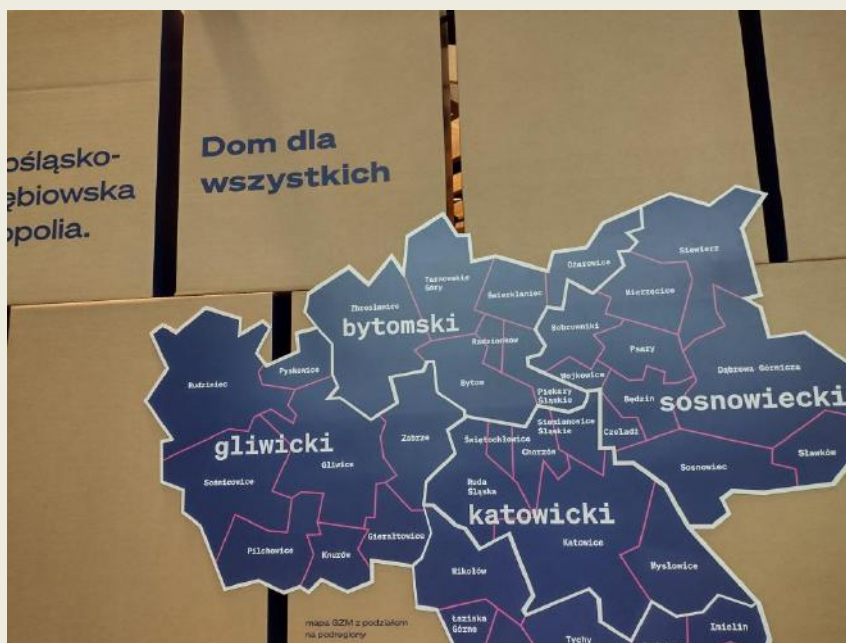 ośląsko-
ębiowska
opolia.
Dom dla
wszystkich
Siewierz
Ożarowice
Tarnowskie
Góry
Świerklaniec
Mierzęcice
Zbrosławice
bytomski
Bobrowniki
Radzionków
Psary
Pyskowice
Wojkowice
Dąbrowa Górnicza
Rudziniec
Bytom
Piekary
Śląskie
Będzin
sosnowiecki
Siemianowice
Śląskie
Czeladź
gliwicki
Zabrze
Świętochłowice
Chorzów
Gliwice
Sosnowiec
Sławków
Sośnicowice
Ruda
Śląska
katowicki
Katowice
Gierałtowice
Pilchowice
Knurów
Mikołów
Mysłowice
Łaziska
Górne
Tychy
Imielin
mapa GZM z podziałem
na podregiony